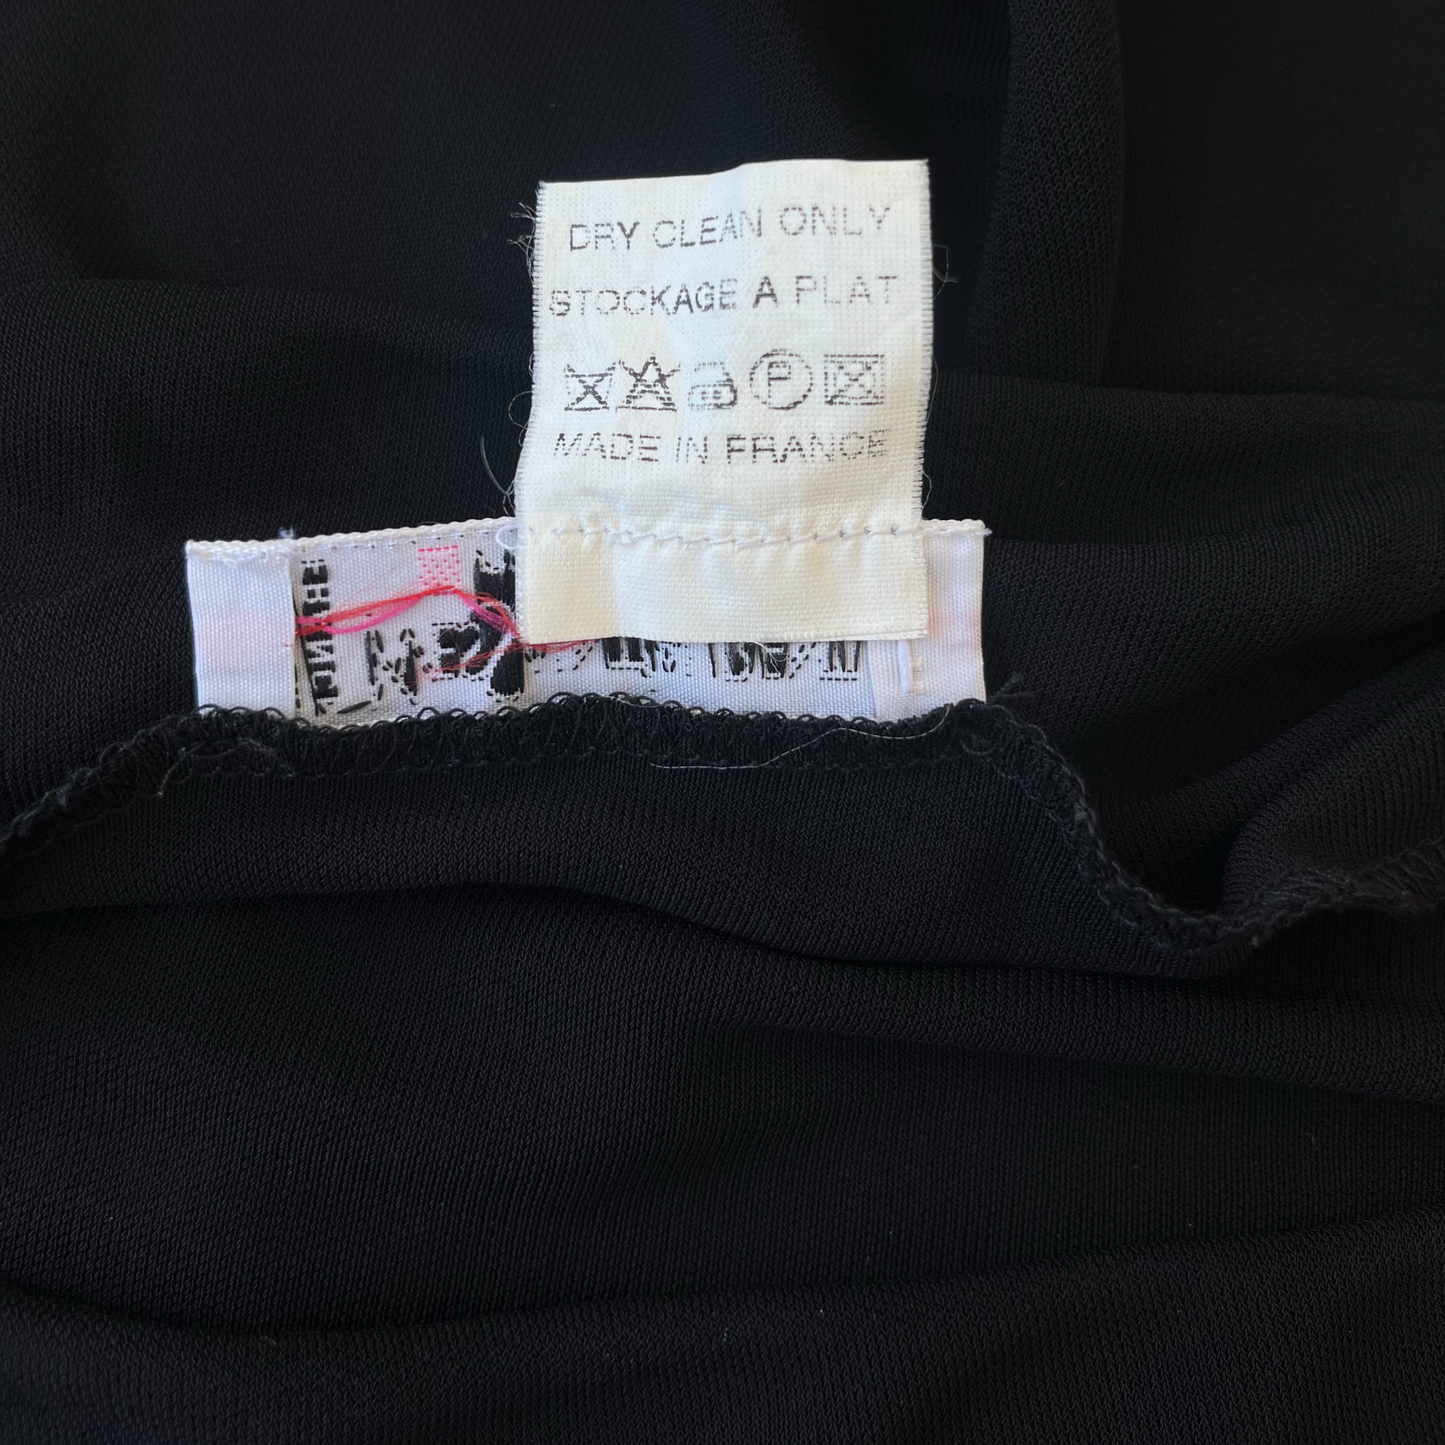 DRY CLEAN ONLY
STOCKAGE A PLAT
P
MADE IN FRANCE